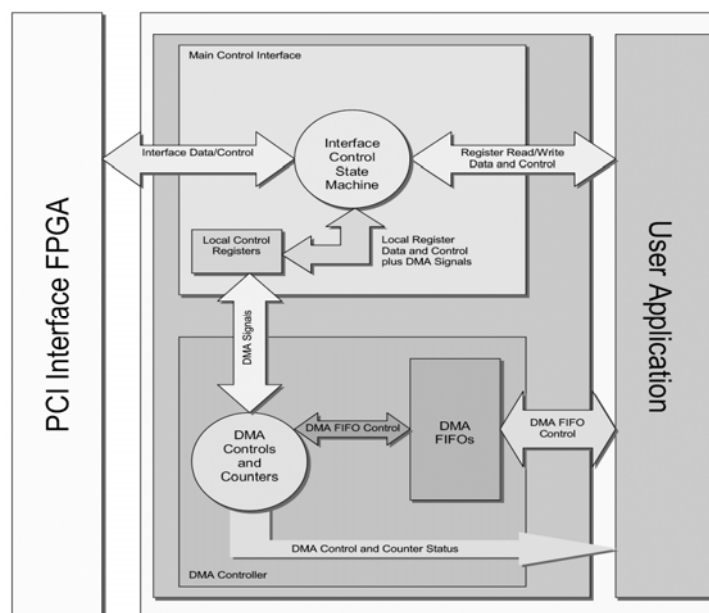 Main Control Interface
Interface Data/Control
Interface
Control
State
Machine
Register Read/Write
Data and Control
Local Control
Registers
Local Register
Data and Control
plus DMA Signals
PCI Interface FPGA
User Application
DMA Signals
DMA
Controls
and
Counters
DMA FIFO Control
DMA
FIFOs
DMA FIFO
Control
DMA Control and Counter Status
DMA Controller